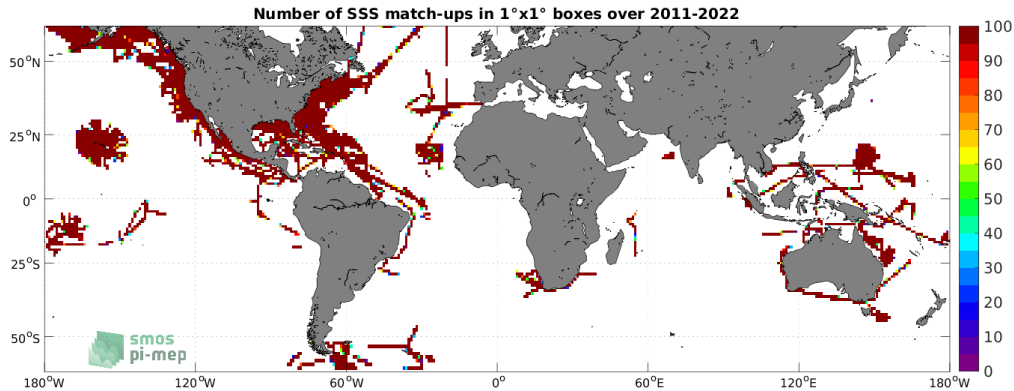 Number of SSS match-ups in 1°x1° boxes over 2011-2022
50°N
25°N
0°
25°S
50°S
180°W
120°W
60°W
0°
60°E
120°E
180°W
100
90
80
70
60
50
40
30
20
10
0
smos
pi-mep